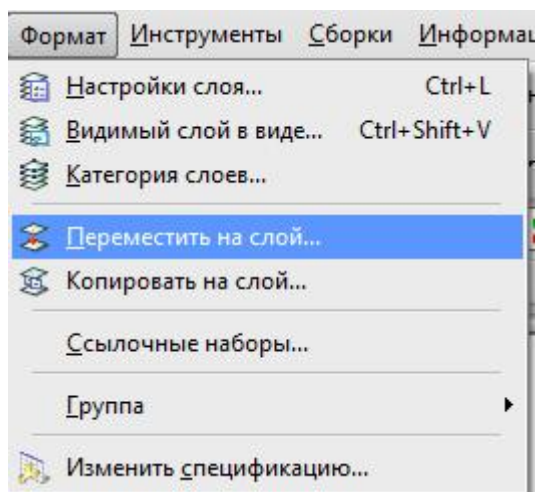 Формат Инструменты Сборки Информац
Настройки слоя... Ctrl+L
Видимый слой в виде... Ctrl+Shift+V
Категория слоев...
Переместить на слой...
Копировать на слой...
Ссылочные наборы...
Группа
Изменить спецификацию...